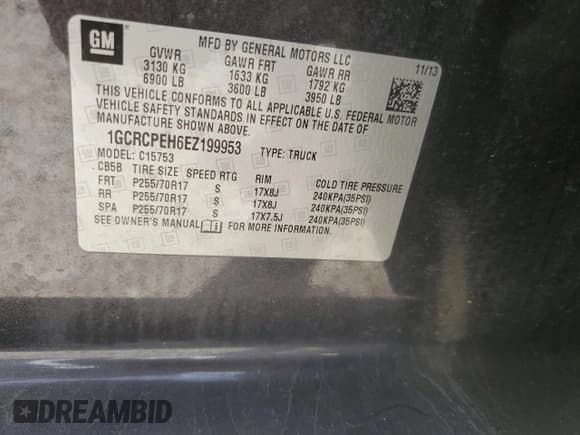 GM
MFD BY GENERAL MOTORS LLC
11/13
GVWR GAWR FRT GAWR RR
3130 KG 1633 KG 1792 KG
6900 LB 3600 LB 3950 LB
THIS VEHICLE CONFORMS TO ALL APPLICABLE U.S. FEDERAL MOTOR
VEHICLE SAFETY STANDARDS IN EFFECT ON THE DATE OF
MANUFACTURE SHOWN ABOVE.
1GCRCPEH6EZ199953 TYPE: TRUCK
MODEL: C15753
CB5B TIRE SIZE SPEED RTG RIM COLD TIRE PRESSURE
FRT P255/70R17 S 17X8J 240KPA(35PSI)
RR P255/70R17 S 17X8J 240KPA(35PSI)
SPA P255/70R17 S 17X7.5J 240KPA(35PSI)
SEE OWNER'S MANUAL FOR MORE INFORMATION.
DREAMBID